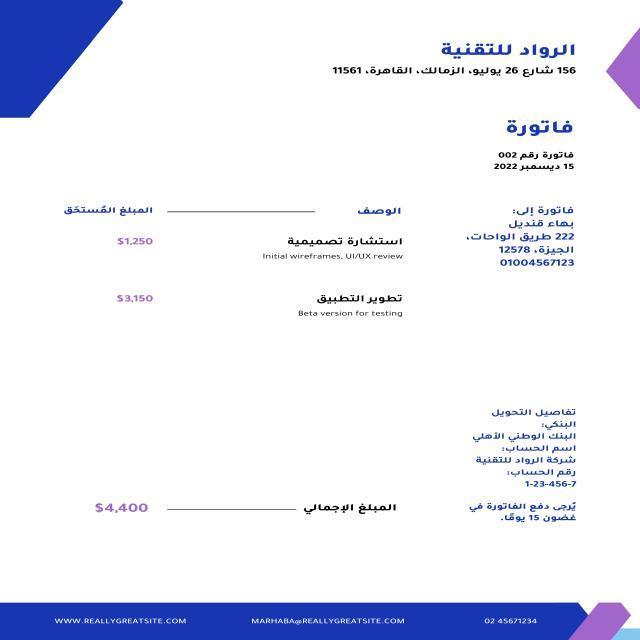 الرواد للتقنية
156 شارع 26 يوليو، الزمالك، القاهرة، 11561
فاتورة
فاتورة رقم 002
15 ديسمبر 2022
فاتورة إلى:
بهاء قنديل
222 طريق الواحات،
الجيزة، 12578
01004567123
الوصف
المبلغ المُستحَق
استشارة تصميمية
$1,250
Initial wireframes, UI/UX review
تطوير التطبيق
$3,150
Beta version for testing
تفاصيل التحويل
البنكي:
البنك الوطني الأهلي
اسم الحساب:
شركة الرواد للتقنية
رقم الحساب:
1-23-456-7
يُرجى دفع الفاتورة في
غضون 15 يومًا.
المبلغ الإجمالي
$4,400
WWW.REALLYGREATSITE.COM
MARHABA@REALLYGREATSITE.COM
02 45671234